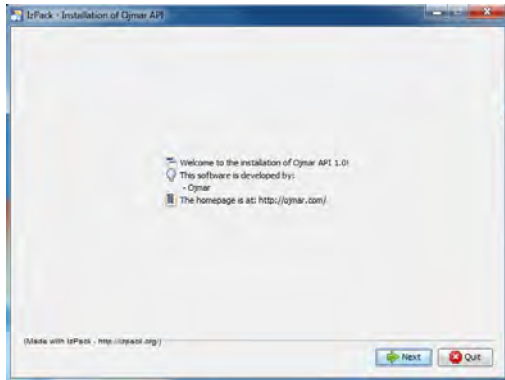 IzPack - Installation of Ojmar API
Welcome to the installation of Ojmar API 1.0!
This software is developed by:
- Ojmar
The homepage is at: http://ojmar.com/
(Made with IzPack - http://izpack.org/)
Next
Quit